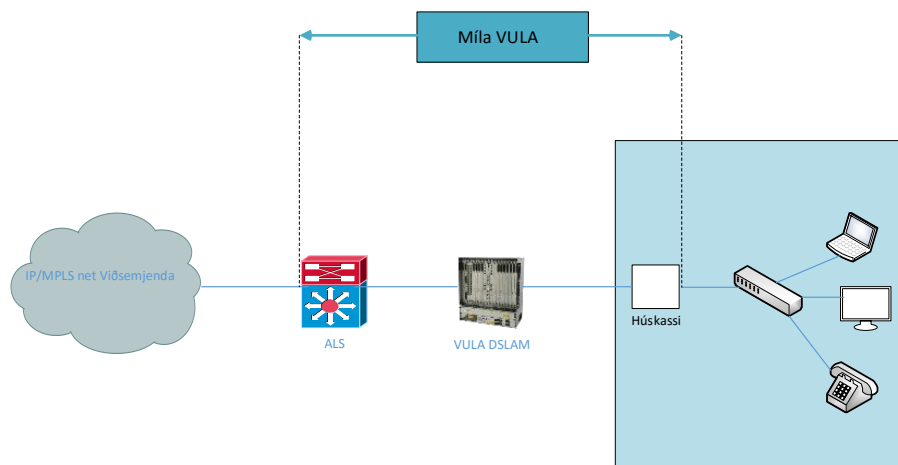 Míla VULA
IP/MPLS net Viðsemjenda
ALS
VULA DSLAM
Húskassi